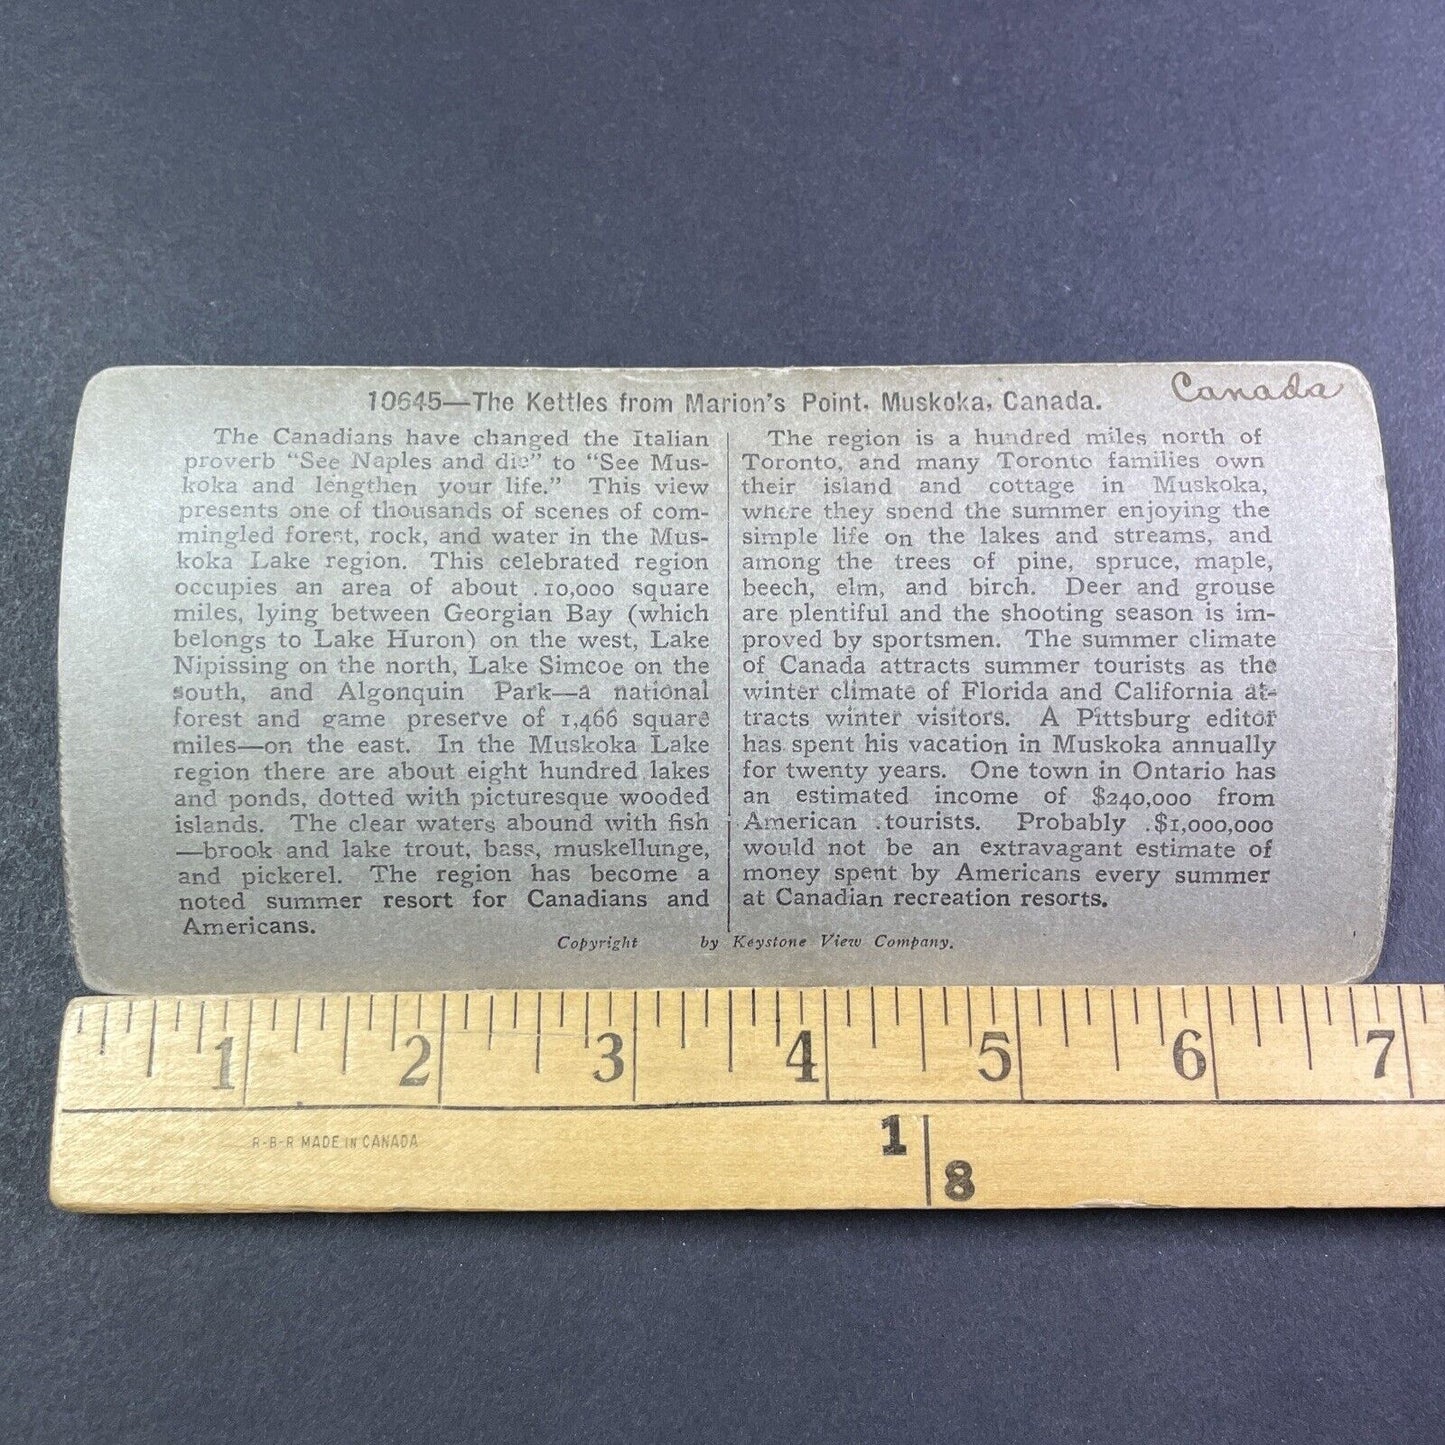 Canada
10645—The Kettles from Marion's Point, Muskoka, Canada.
The Canadians have changed the Italian
proverb "See Naples and die" to "See Mus-
koka and lengthen your life." This view
presents one of thousands of scenes of com-
mingled forest, rock, and water in the Mus-
koka Lake region. This celebrated region
occupies an area of about 10,000 square
miles, lying between Georgian Bay (which
belongs to Lake Huron) on the west, Lake
Nipissing on the north, Lake Simcoe on the
south, and Algonquin Park—a national
forest and game preserve of 1,466 square
miles—on the east. In the Muskoka Lake
region there are about eight hundred lakes
and ponds, dotted with picturesque wooded
islands. The clear waters abound with fish
—brook and lake trout, bass, muskellunge,
and pickerel. The region has become a
noted summer resort for Canadians and
Americans.
The region is a hundred miles north of
Toronto, and many Toronto families own
their island and cottage in Muskoka,
where they spend the summer enjoying the
simple life on the lakes and streams, and
among the trees of pine, spruce, maple,
beech, elm, and birch. Deer and grouse
are plentiful and the shooting season is im-
proved by sportsmen. The summer climate
of Canada attracts summer tourists as the
winter climate of Florida and California at-
tracts winter visitors. A Pittsburg editor
has spent his vacation in Muskoka annually
for twenty years. One town in Ontario has
an estimated income of $240,000 from
American tourists. Probably $1,000,000
would not be an extravagant estimate of
money spent by Americans every summer
at Canadian recreation resorts.
Copyright by Keystone View Company.
1 2 3 4 5 6 7
R-B-R MADE IN CANADA
1 8